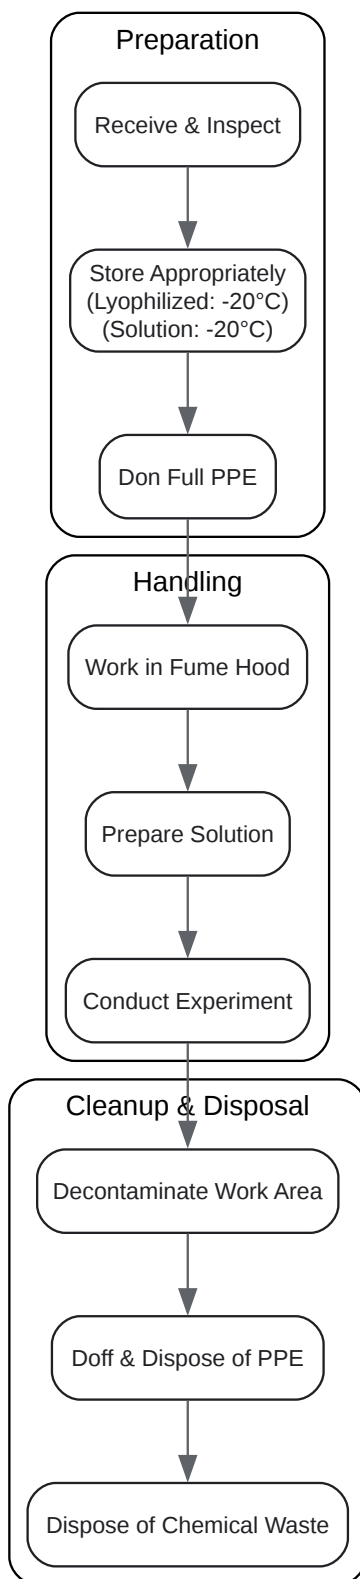 Preparation
Receive & Inspect
Store Appropriately
(Lyophilized: -20°C)
(Solution: -20°C)
Don Full PPE
Handling
Work in Fume Hood
Prepare Solution
Conduct Experiment
Cleanup & Disposal
Decontaminate Work Area
Doff & Dispose of PPE
Dispose of Chemical Waste